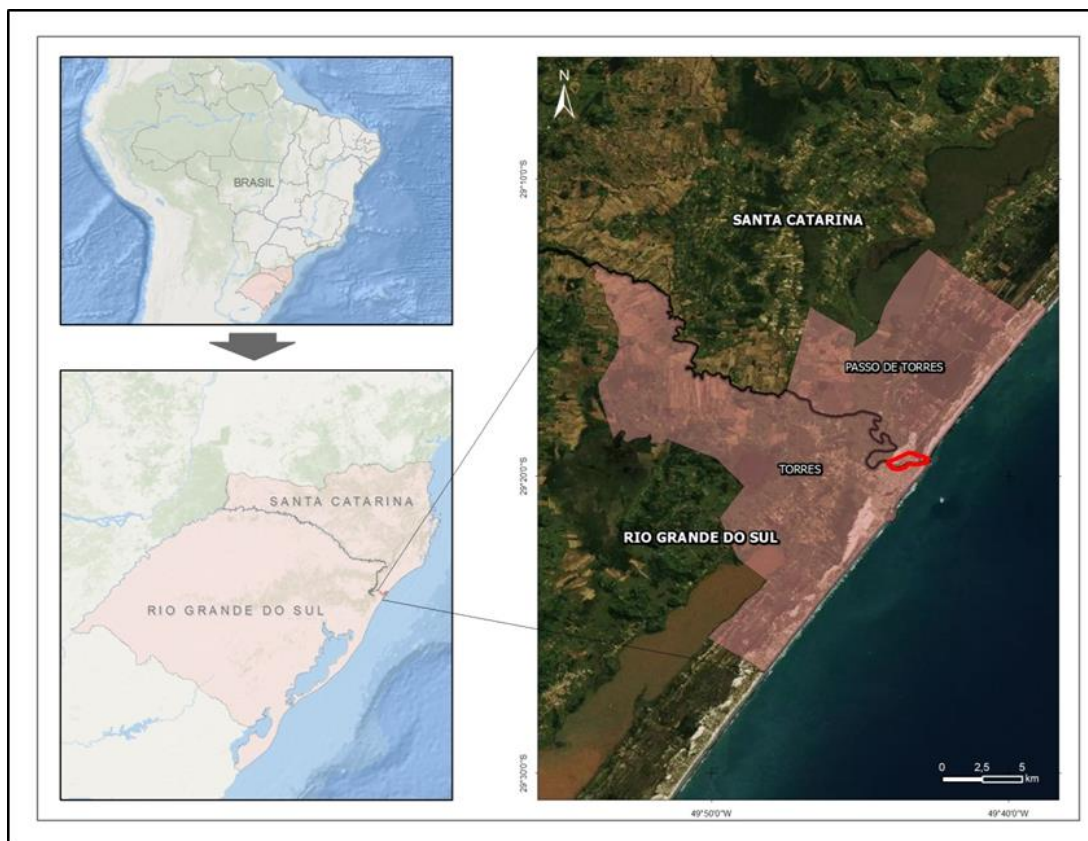 BRASIL
SANTA CATARINA
RIO GRANDE DO SUL
N
29°10'0"S
29°20'0"S
29°30'0"S
SANTA CATARINA
PASSO DE TORRES
TORRES
RIO GRANDE DO SUL
0 2,5 5
km
49°50'0"W
49°40'0"W